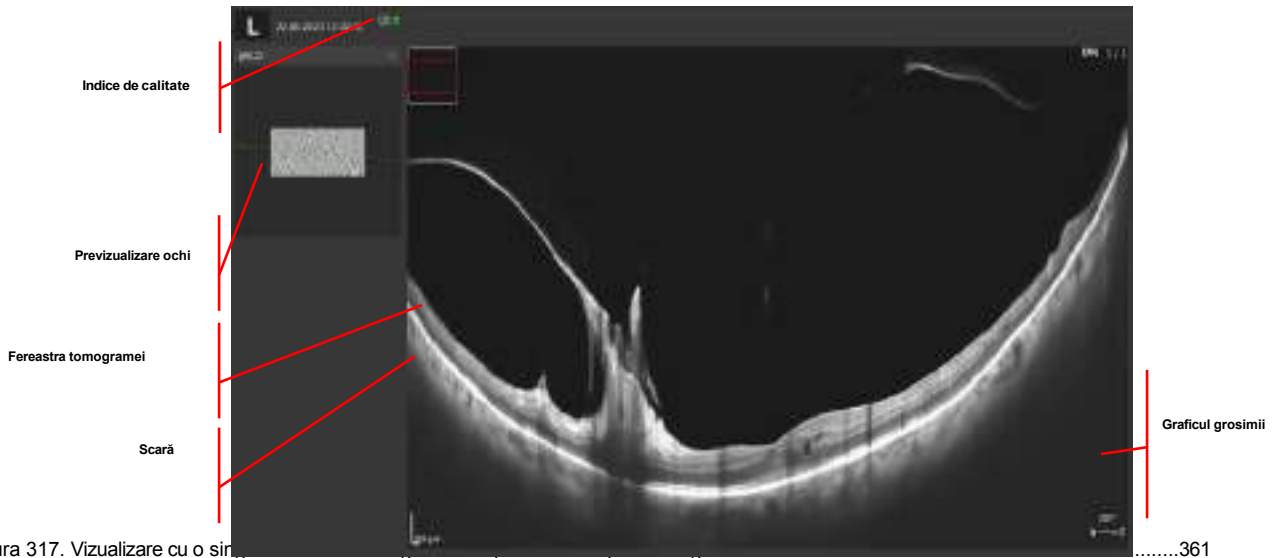 L
Indice de calitate
Previzualizare ochi
Fereastra tomogramei
Scară
Graficul grosimii
ura 317. Vizualizare cu o sin
........361